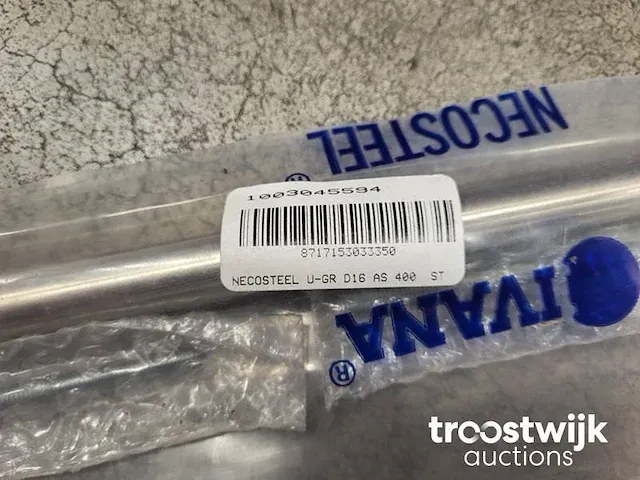 NECOSTEEL ®
1003045594
8717153033350
NECOSTEEL U-GR D16 AS 400 ST
IVANA ®
troostwijk
auctions